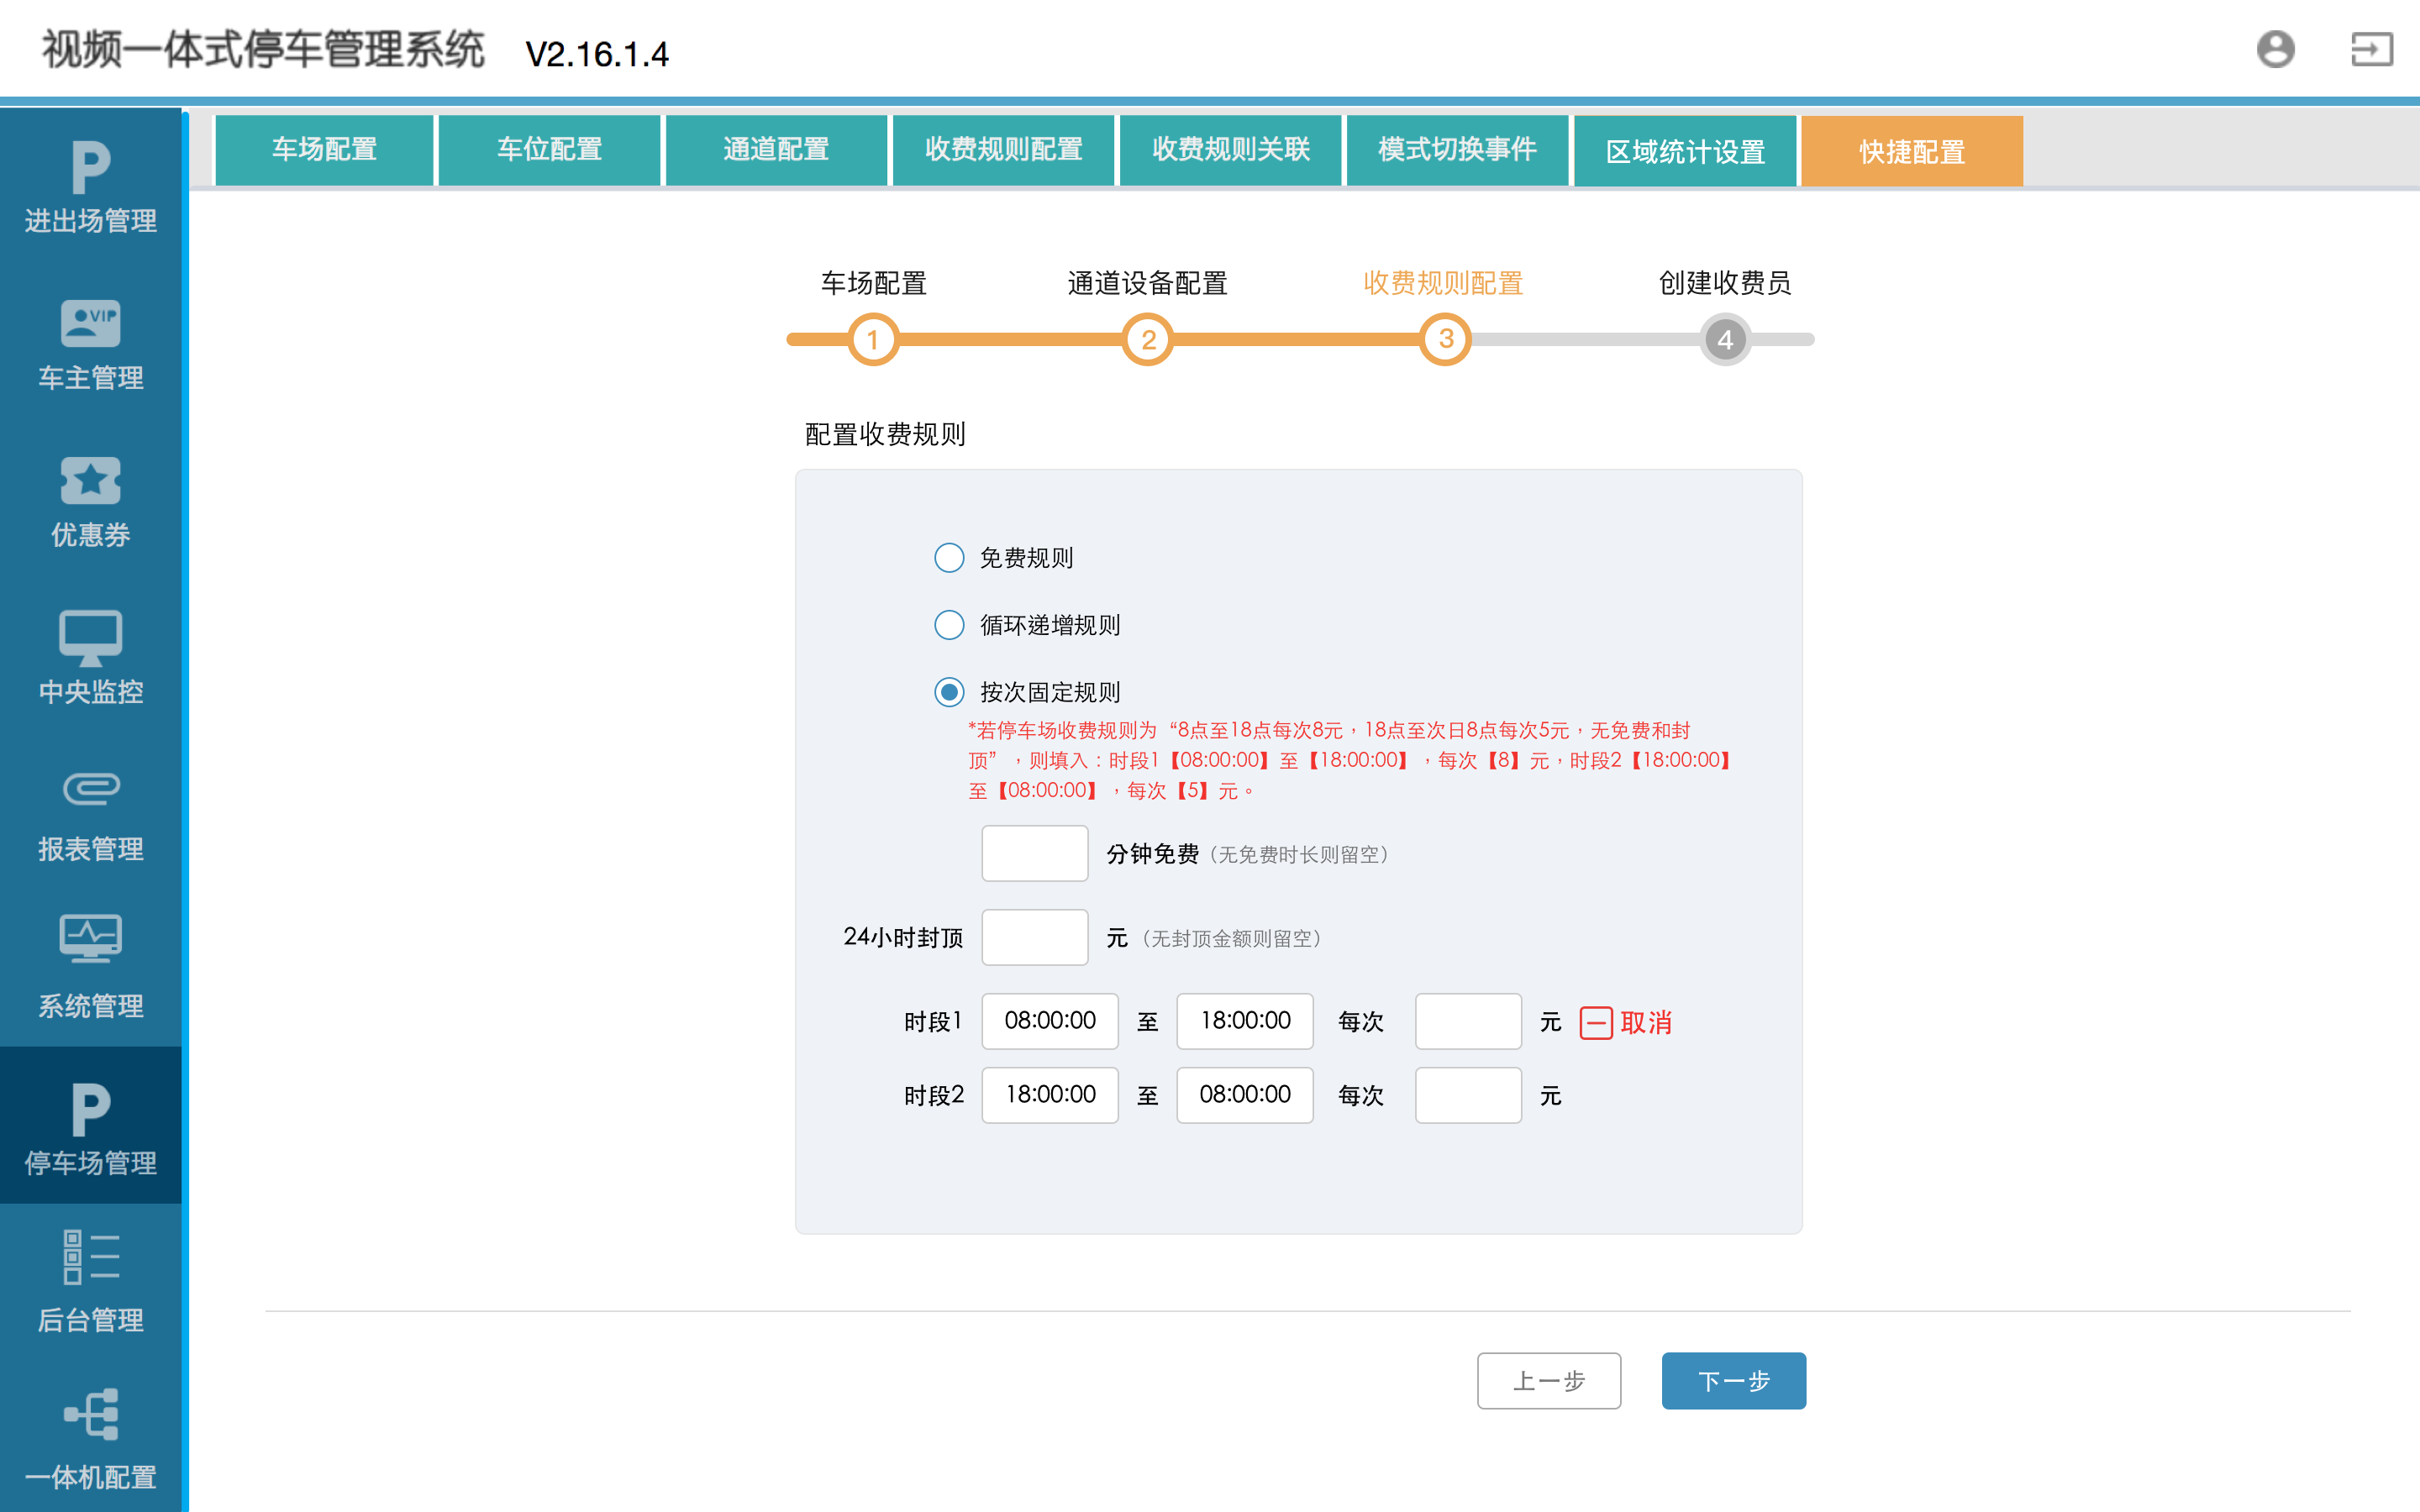 视频一体式停车管理系统 V2.16.1.4
车场配置 车位配置 通道配置 收费规则配置 收费规则关联 模式切换事件 区域统计设置 快捷配置
进出场管理
VIP
车主管理
优惠券
中央监控
报表管理
系统管理
停车场管理
后台管理
一体机配置
车场配置 通道设备配置 收费规则配置 创建收费员
1 2 3 4
配置收费规则
免费规则
循环递增规则
按次固定规则
*若停车场收费规则为“8点至18点每次8元，18点至次日8点每次5元，无免费和封
顶”，则填入：时段1【08:00:00】至【18:00:00】，每次【8】元，时段2【18:00:00】
至【08:00:00】，每次【5】元。
分钟免费（无免费时长则留空）
24小时封顶 元（无封顶金额则留空）
时段1 08:00:00 至 18:00:00 每次 元 取消
时段2 18:00:00 至 08:00:00 每次 元
上一步 下一步